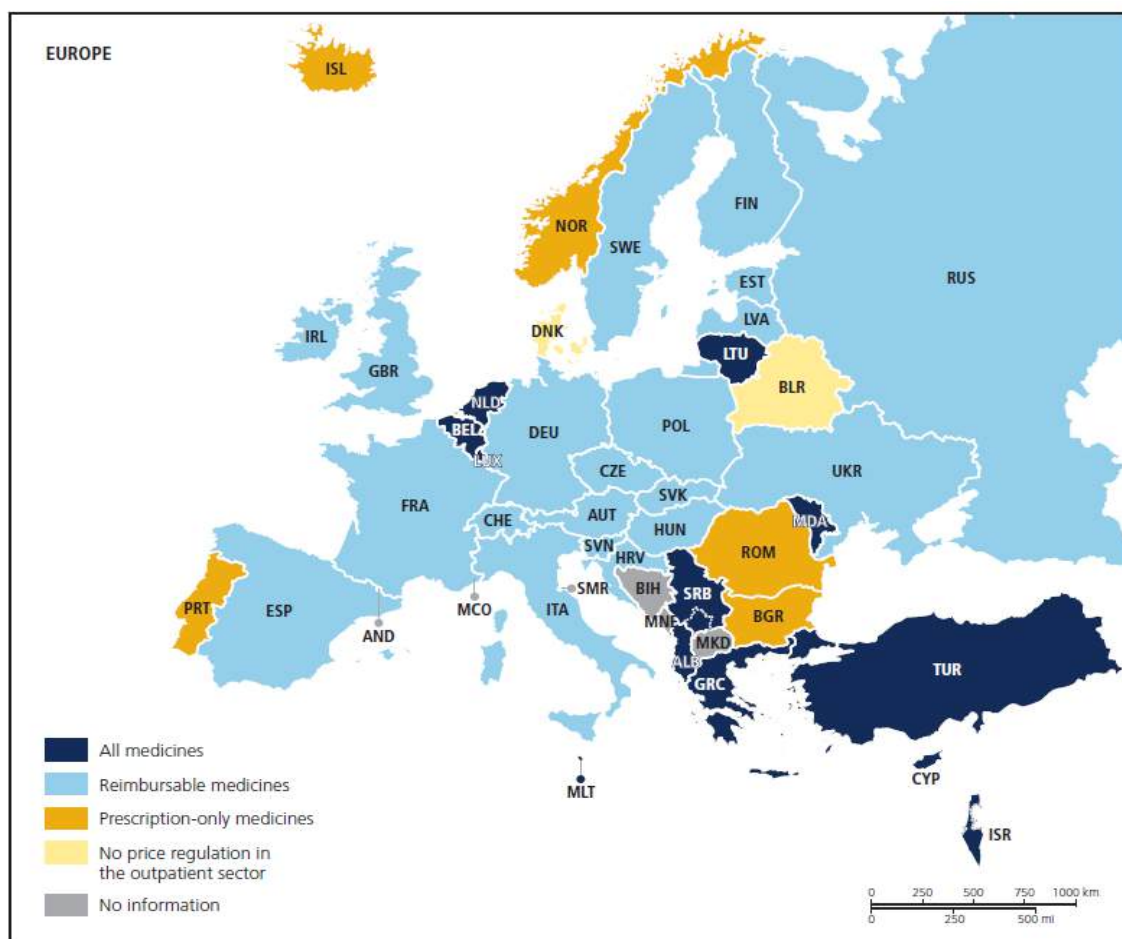 EUROPE
ISL
FIN
NOR
SWE
RUS
EST
DNK
LVA
IRL
LTU
GBR
BLR
NLD
BEL
DEU
POL
LUX
CZE
UKR
SVK
FRA
CHE
AUT
HUN
MDA
SVN
HRV
ROM
BIH
SRB
PRT
ESP
MCO
ITA
SMR
MNE
BGR
AND
MKD
ALB
GRC
TUR
All medicines
Reimbursable medicines
CYP
MLT
Prescription-only medicines
ISR
No price regulation in
the outpatient sector
No information
0 250 500 750 1000 km
0 250 500 mi